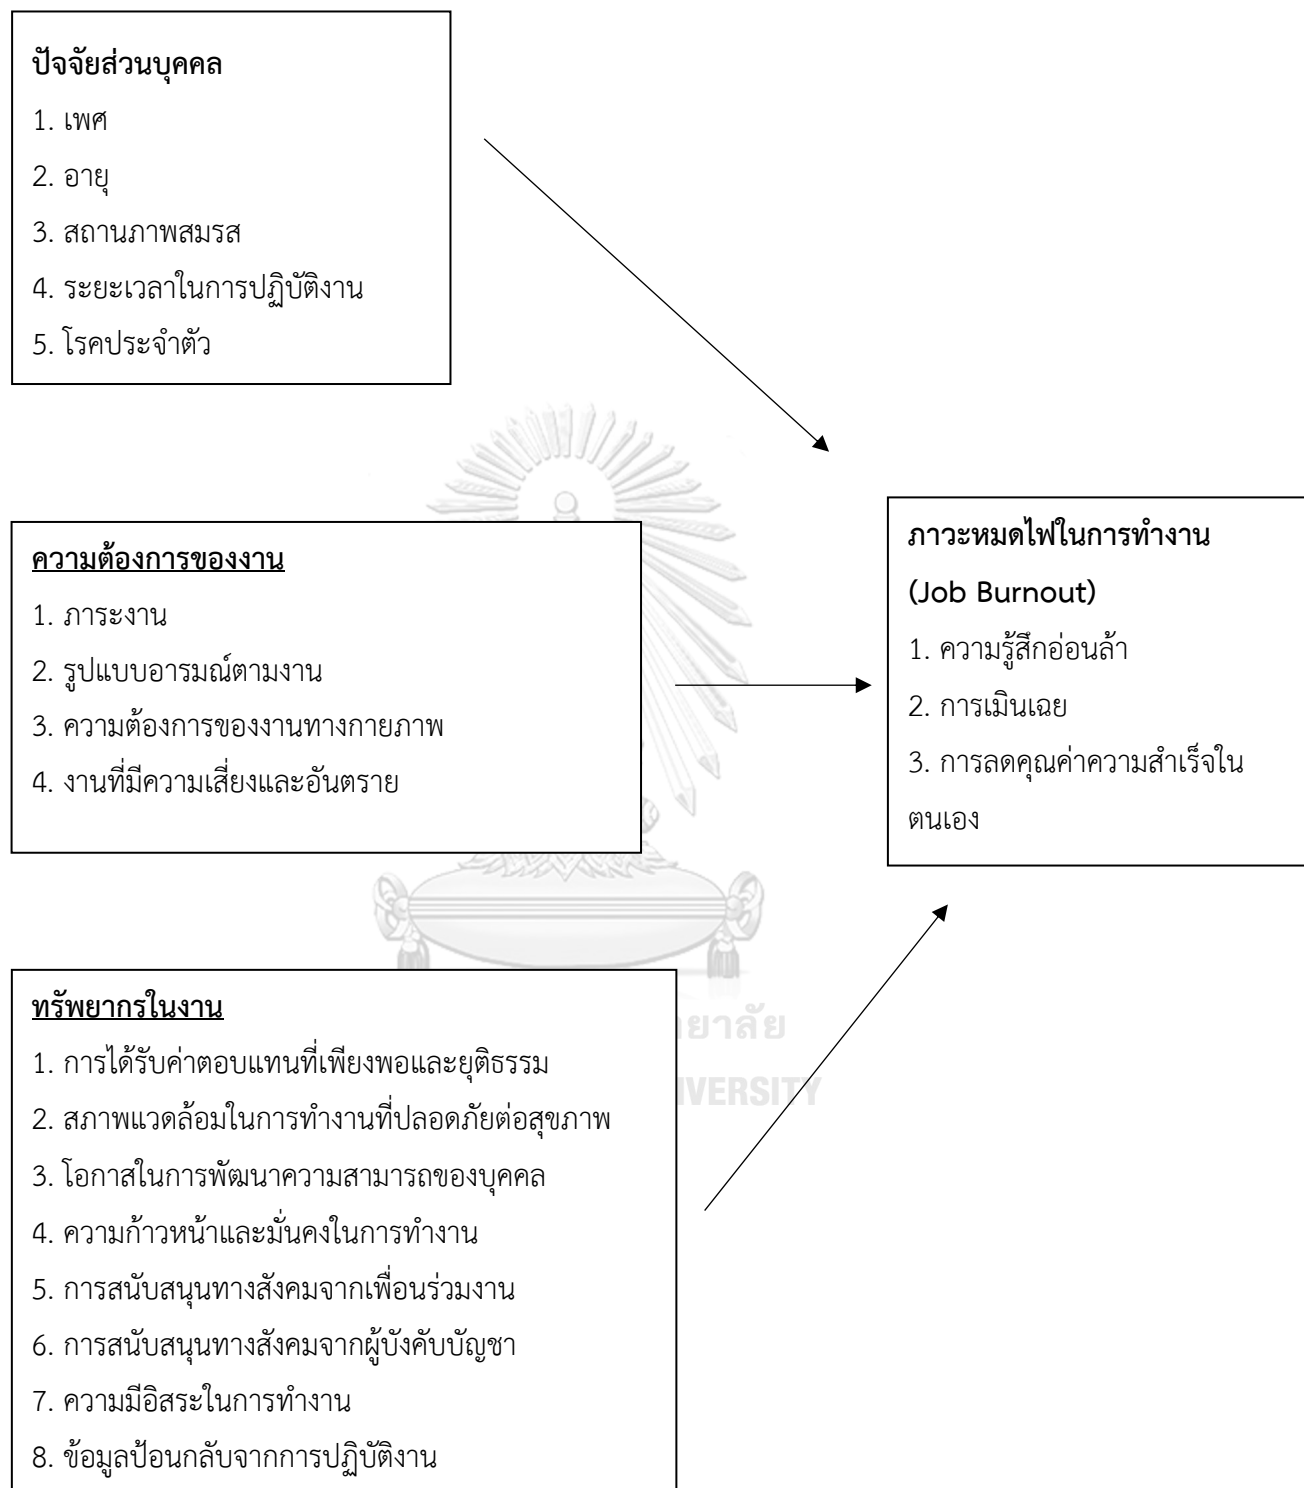 ปัจจัยส่วนบุคคล
1. เพศ
2. อายุ
3. สถานภาพสมรส
4. ระยะเวลาในการปฏิบัติงาน
5. โรคประจำตัว
ความต้องการของงาน
1. ภาระงาน
2. รูปแบบอารมณ์ตามงาน
3. ความต้องการของงานทางกายภาพ
4. งานที่มีความเสี่ยงและอันตราย
ภาวะหมดไฟในการทำงาน
(Job Burnout)
1. ความรู้สึกอ่อนล้า
2. การเมินเฉย
3. การลดคุณค่าความสำเร็จใน
ตนเอง
ทรัพยากรในงาน
1. การได้รับค่าตอบแทนที่เพียงพอและยุติธรรม
2. สภาพแวดล้อมในการทำงานที่ปลอดภัยต่อสุขภาพ
3. โอกาสในการพัฒนาความสามารถของบุคคล
4. ความก้าวหน้าและมั่นคงในการทำงาน
5. การสนับสนุนทางสังคมจากเพื่อนร่วมงาน
6. การสนับสนุนทางสังคมจากผู้บังคับบัญชา
7. ความมีอิสระในการทำงาน
8. ข้อมูลป้อนกลับจากการปฏิบัติงาน
ยาลัย
IVERSITY